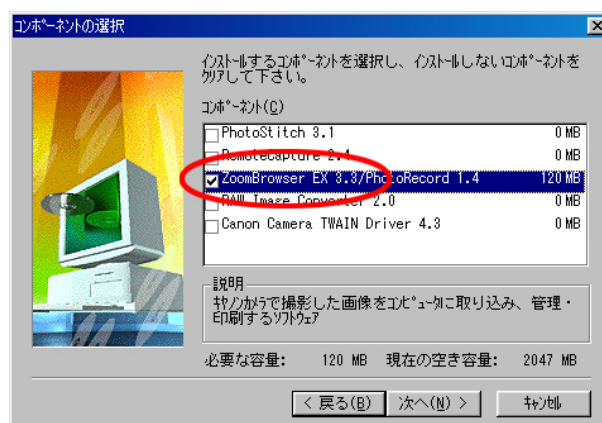 コンポーネントの選択
インストールするコンポーネントを選択し、インストールしないコンポーネントを
クリアして下さい。
コンポーネント(C)
PhotoStitch 3.1 0 MB
RemoteCapture 2.4 0 MB
ZoomBrowser EX 3.3/PhotoRecord 1.4 120 MB
RAW Image Converter 2.0 0 MB
Canon Camera TWAIN Driver 4.3 0 MB
説明
キヤノンカメラで撮影した画像をコンピュータに取り込み、管理・
印刷するソフトウェア
必要な容量: 120 MB 現在の空き容量: 2047 MB
< 戻る(B) 次へ(N) > キャンセル